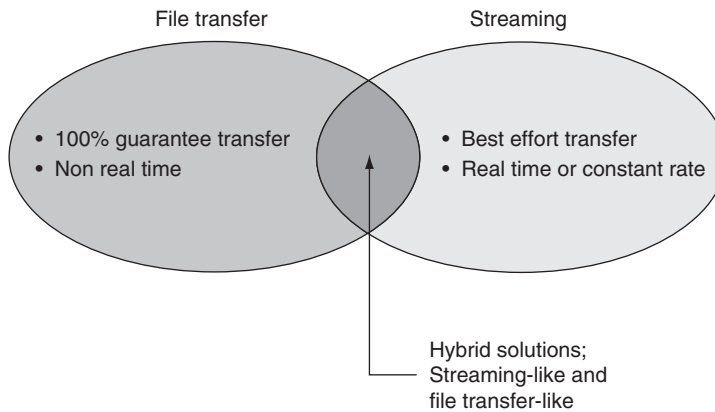 File transfer
Streaming
• 100% guarantee transfer
• Non real time
• Best effort transfer
• Real time or constant rate
Hybrid solutions;
Streaming-like and
file transfer-like